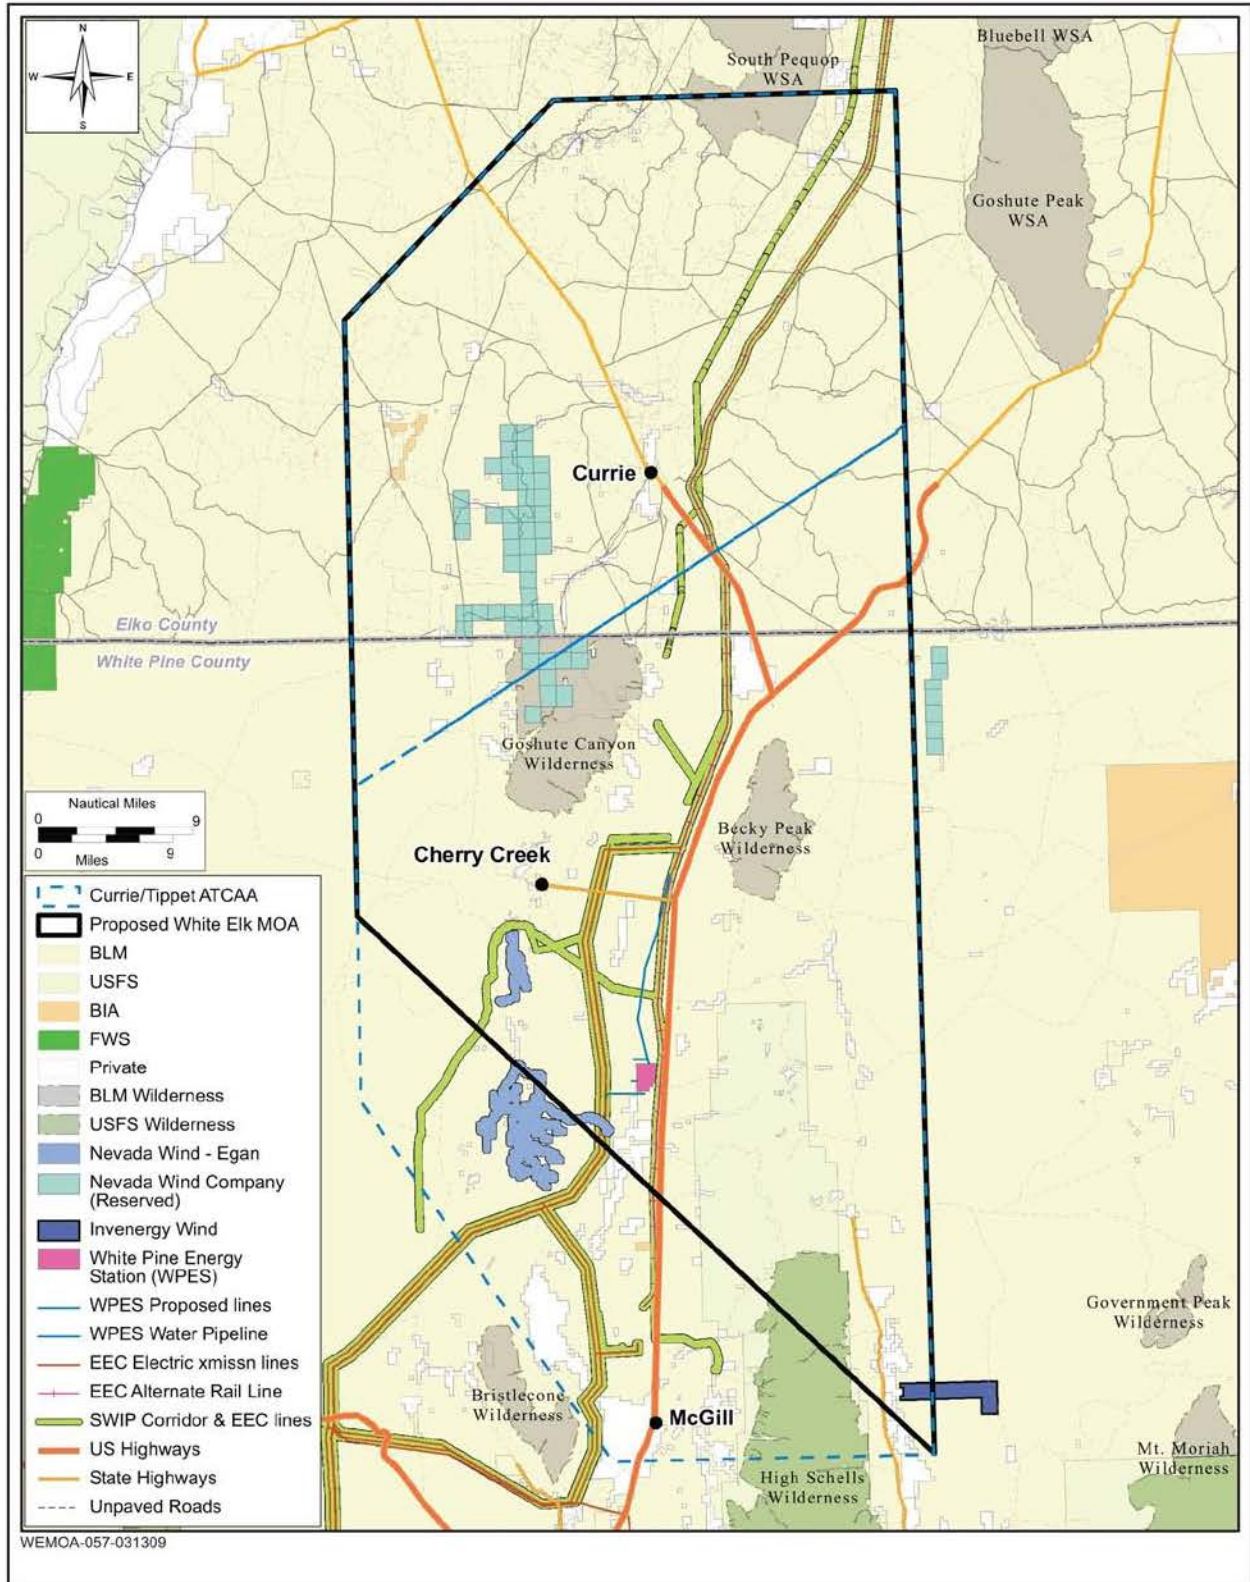 N
W E
S
South Pequop
WSA
Bluebell WSA
Goshute Peak
WSA
Currie
Elko County
White Pine County
Goshute Canyon
Wilderness
Becky Peak
Wilderness
Cherry Creek
Nautical Miles
0 9
0 9
Miles
Currie/Tippet ATCAA
Proposed White Elk MOA
BLM
USFS
BIA
FWS
Private
BLM Wilderness
USFS Wilderness
Nevada Wind - Egan
Nevada Wind Company
(Reserved)
Invenergy Wind
White Pine Energy
Station (WPES)
WPES Proposed lines
WPES Water Pipeline
EEC Electric xmissn lines
EEC Alternate Rail Line
SWIP Corridor & EEC lines
US Highways
State Highways
Unpaved Roads
Government Peak
Wilderness
Bristlecone
Wilderness
McGill
High Schells
Wilderness
Mt. Moriah
Wilderness
WEMOA-057-031309